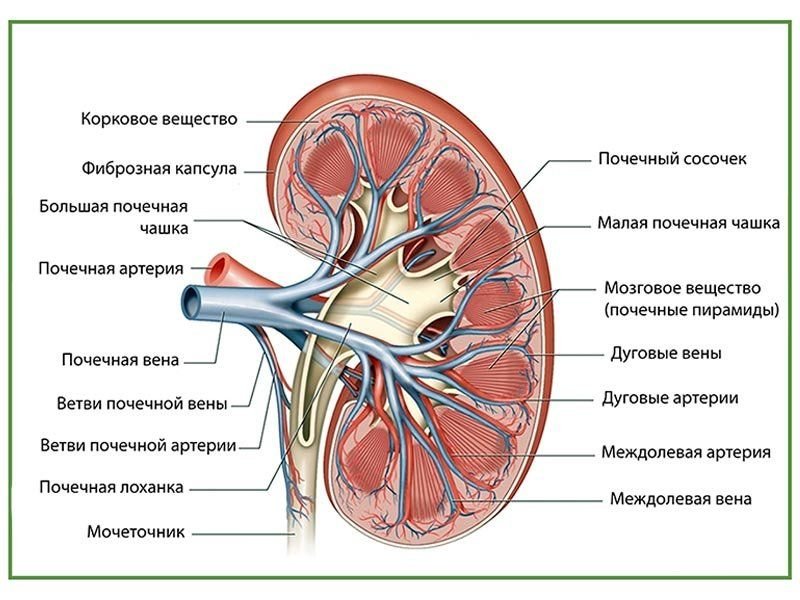 Корковое вещество
Фиброзная капсула
Большая почечная
чашка
Почечная артерия
Почечная вена
Ветви почечной вены
Ветви почечной артерии
Почечная лоханка
Мочеточник
Почечный сосочек
Малая почечная чашка
Мозговое вещество
(почечные пирамиды)
Дуговые вены
Дуговые артерии
Междолевая артерия
Междолевая вена